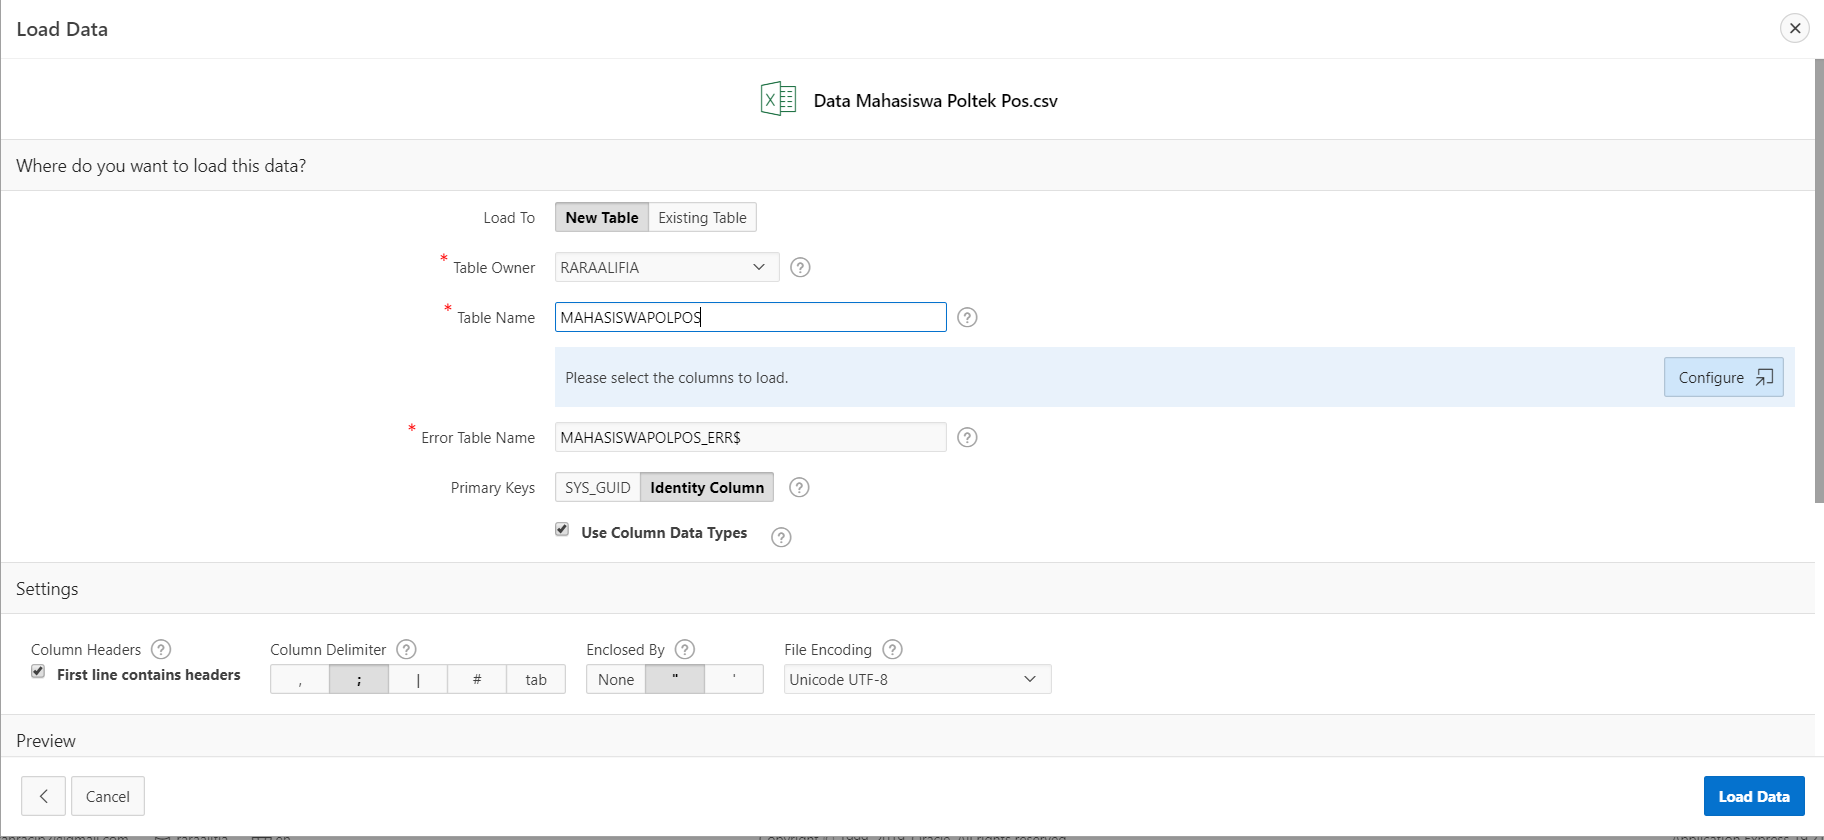 Load Data
Data Mahasiswa Poltek Pos.csv
Where do you want to load this data?
Load To New Table Existing Table
* Table Owner RARAALIFIA ?
* Table Name MAHASISWAPOLPOS ?
Please select the columns to load. Configure
* Error Table Name MAHASISWAPOLPOS_ERR$ ?
Primary Keys SYS_GUID Identity Column ?
Use Column Data Types ?
Settings
Column Headers ? Column Delimiter ? Enclosed By ? File Encoding ?
First line contains headers , ; | # tab None " ' Unicode UTF-8
Preview
Cancel Load Data